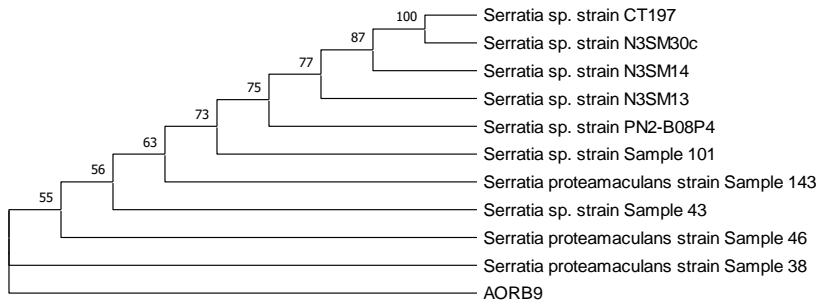 100
Serratia sp. strain CT197
87
Serratia sp. strain N3SM30c
77
Serratia sp. strain N3SM14
75
Serratia sp. strain N3SM13
73
Serratia sp. strain PN2-B08P4
63
Serratia sp. strain Sample 101
56
Serratia proteamaculans strain Sample 143
55
Serratia sp. strain Sample 43
Serratia proteamaculans strain Sample 46
Serratia proteamaculans strain Sample 38
AORB9